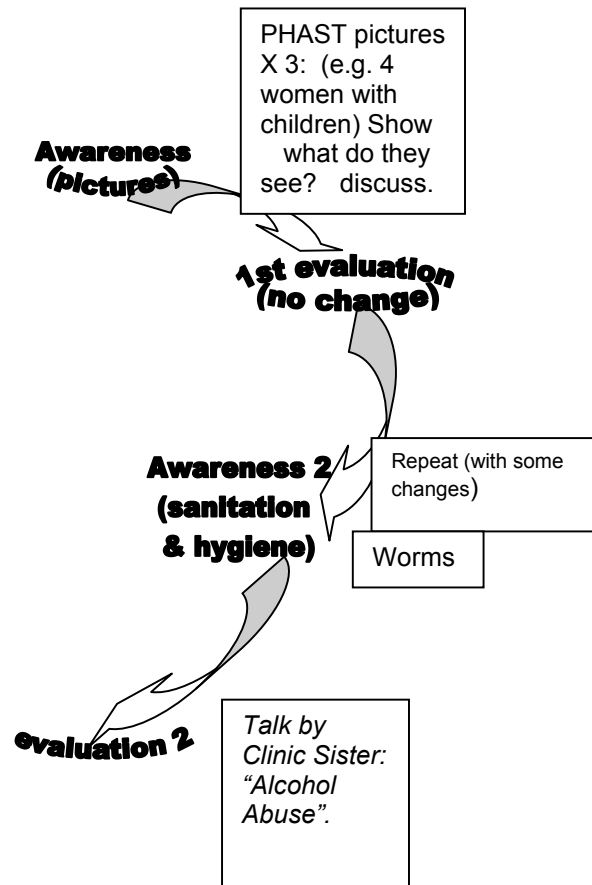 PHAST pictures
X 3: (e.g. 4
women with
children) Show
what do they
see? discuss.
Awareness
(pictures)
1st evaluation
(no change)
Awareness 2
(sanitation
& hygiene)
Repeat (with some
changes)
Worms
evaluation 2
Talk by
Clinic Sister:
“Alcohol
Abuse”.